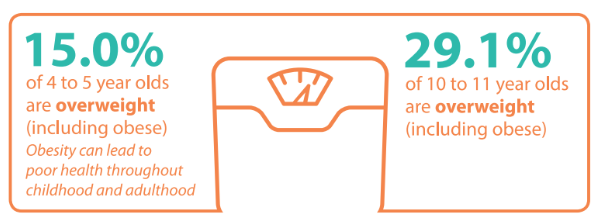 15.0%
of 4 to 5 year olds
are overweight
(including obese)
Obesity can lead to
poor health throughout
childhood and adulthood
29.1%
of 10 to 11 year olds
are overweight
(including obese)